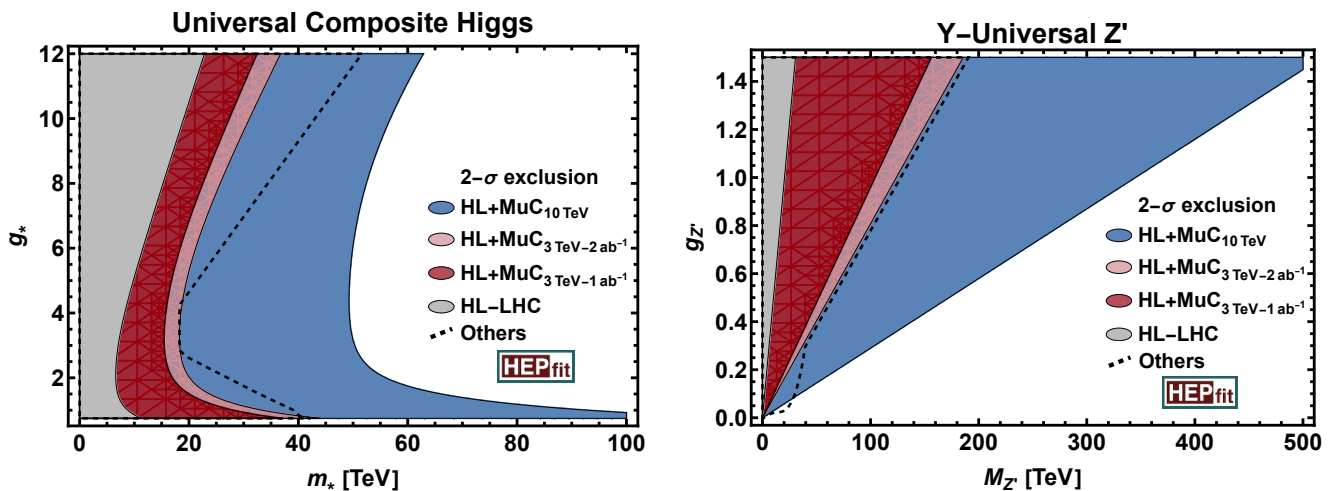 Universal Composite Higgs
12
10
8
6
4
2
g*
2−σ exclusion
HL+MuC10 TeV
HL+MuC3 TeV−2 ab−1
HL+MuC3 TeV−1 ab−1
HL−LHC
Others
HEPfit
0 20 40 60 80 100
m* [TeV]
Y−Universal Z'
1.4
1.2
1.0
0.8
0.6
0.4
0.2
0.0
gZ'
2−σ exclusion
HL+MuC10 TeV
HL+MuC3 TeV−2 ab−1
HL+MuC3 TeV−1 ab−1
HL−LHC
Others
HEPfit
0 100 200 300 400 500
MZ' [TeV]